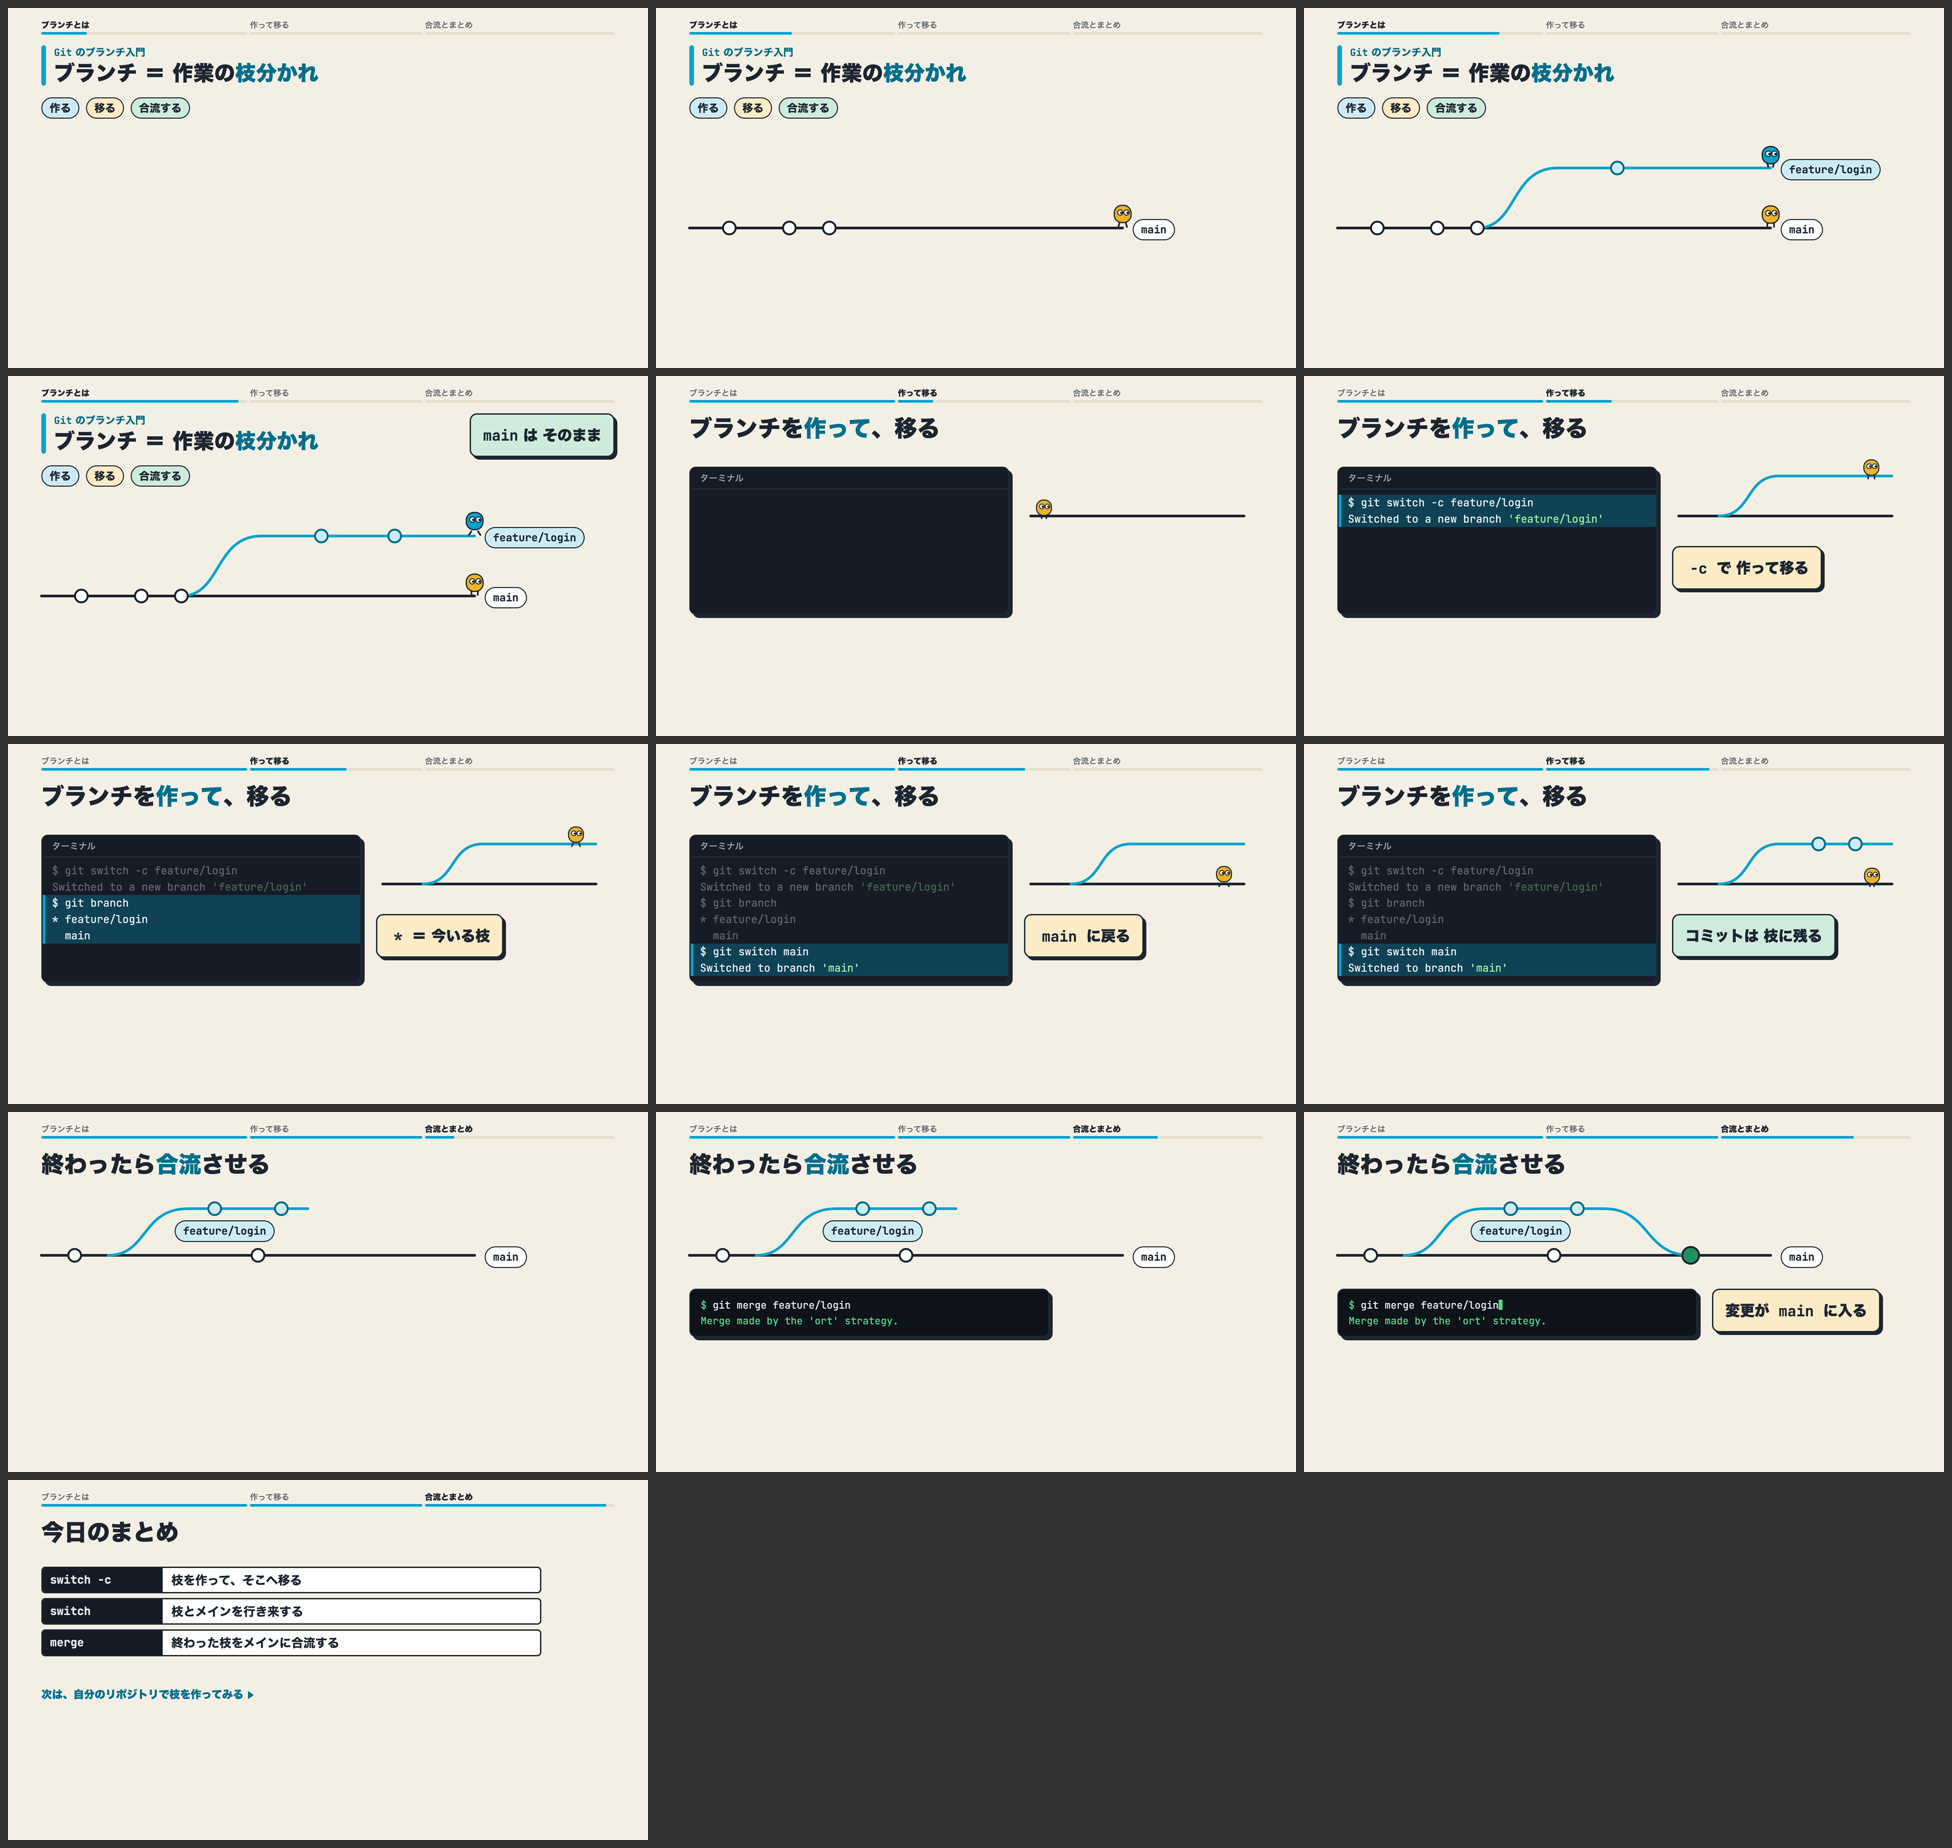 ブランチとは 作って移る 合流とまとめ
Git のブランチ入門
ブランチ = 作業の枝分かれ
作る 移る 合流する
ブランチとは 作って移る 合流とまとめ
Git のブランチ入門
ブランチ = 作業の枝分かれ
作る 移る 合流する
main
ブランチとは 作って移る 合流とまとめ
Git のブランチ入門
ブランチ = 作業の枝分かれ
作る 移る 合流する
feature/login
main
ブランチとは 作って移る 合流とまとめ
Git のブランチ入門
ブランチ = 作業の枝分かれ
main は そのまま
作る 移る 合流する
feature/login
main
ブランチとは 作って移る 合流とまとめ
ブランチを作って、移る
ターミナル
ブランチとは 作って移る 合流とまとめ
ブランチを作って、移る
ターミナル
$ git switch -c feature/login
Switched to a new branch 'feature/login'
-c で 作って移る
ブランチとは 作って移る 合流とまとめ
ブランチを作って、移る
ターミナル
$ git switch -c feature/login
Switched to a new branch 'feature/login'
$ git branch
* feature/login
main
* = 今いる枝
ブランチとは 作って移る 合流とまとめ
ブランチを作って、移る
ターミナル
$ git switch -c feature/login
Switched to a new branch 'feature/login'
$ git branch
* feature/login
main
$ git switch main
Switched to branch 'main'
main に戻る
ブランチとは 作って移る 合流とまとめ
ブランチを作って、移る
ターミナル
$ git switch -c feature/login
Switched to a new branch 'feature/login'
$ git branch
* feature/login
main
$ git switch main
Switched to branch 'main'
コミットは 枝に残る
ブランチとは 作って移る 合流とまとめ
終わったら合流させる
feature/login
main
ブランチとは 作って移る 合流とまとめ
終わったら合流させる
feature/login
main
$ git merge feature/login
Merge made by the 'ort' strategy.
ブランチとは 作って移る 合流とまとめ
終わったら合流させる
feature/login
main
$ git merge feature/login
Merge made by the 'ort' strategy.
変更が main に入る
ブランチとは 作って移る 合流とまとめ
今日のまとめ
switch -c 枝を作って、そこへ移る
switch 枝とメインを行き来する
merge 終わった枝をメインに合流する
次は、自分のリポジトリで枝を作ってみる ▶